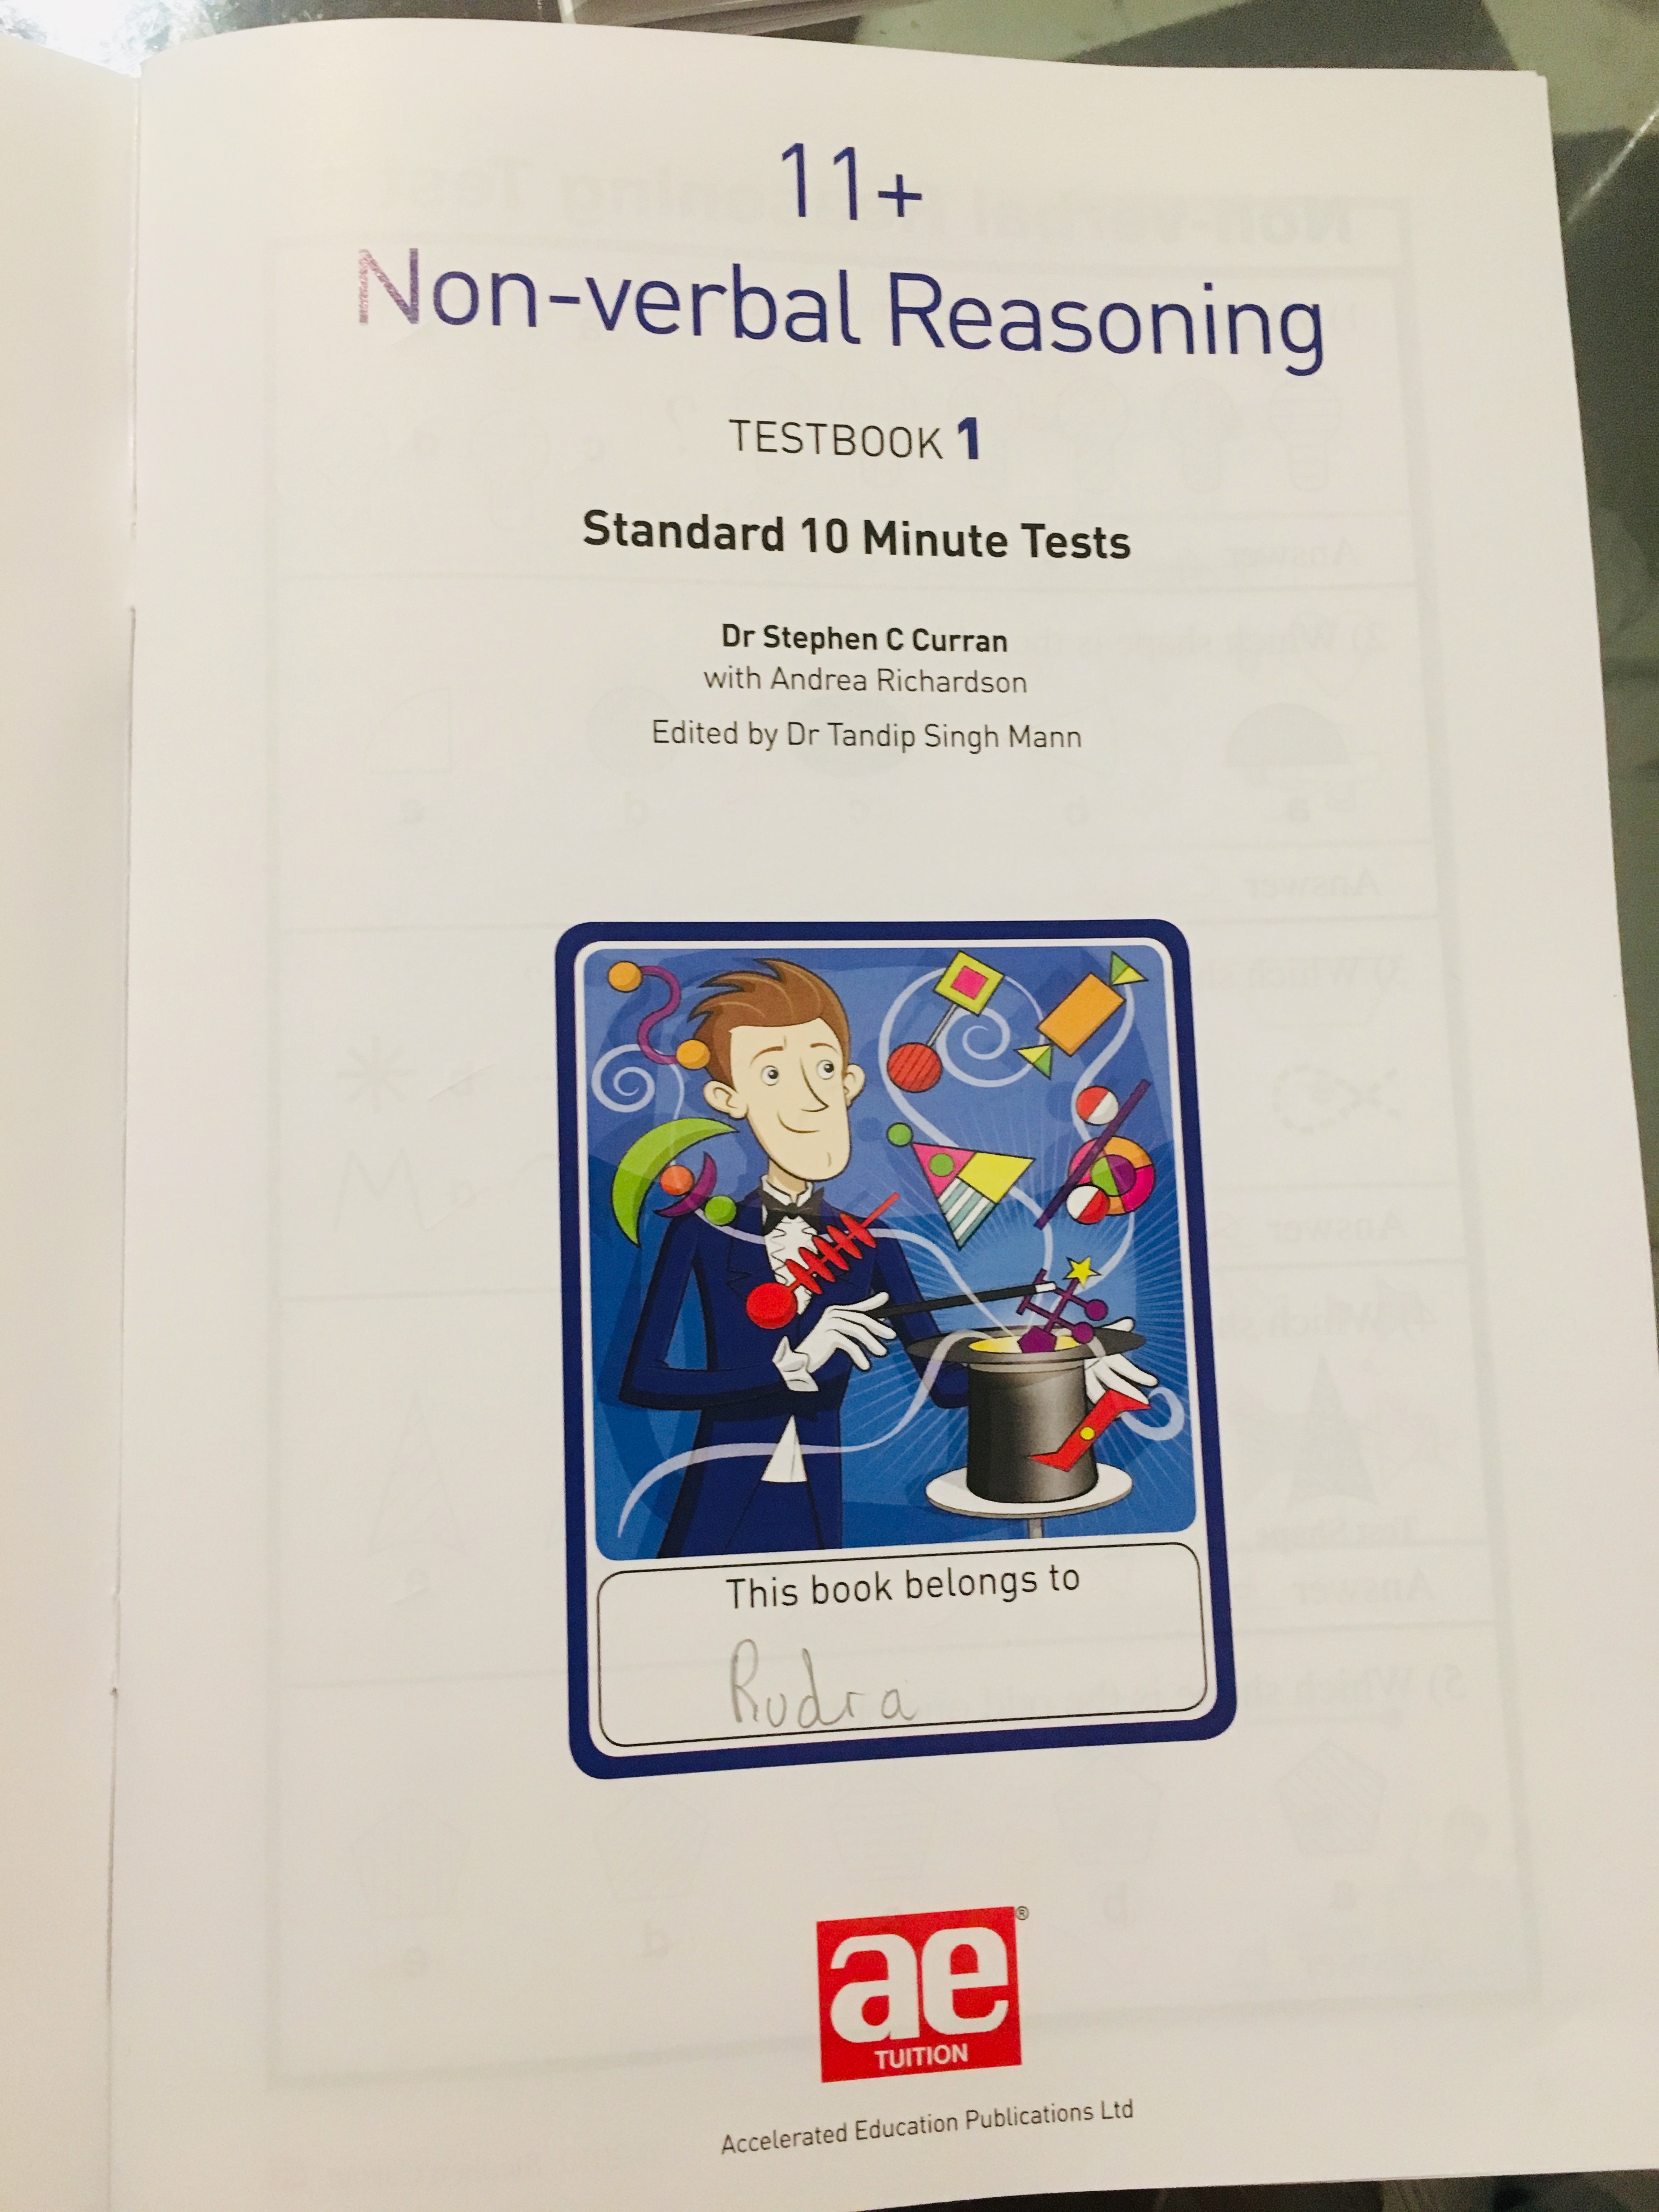 11+
Non-verbal Reasoning
TESTBOOK 1
Standard 10 Minute Tests
Dr Stephen C Curran
with Andrea Richardson
Edited by Dr Tandip Singh Mann
This book belongs to
Rudra
ae®
TUITION
Accelerated Education Publications Ltd